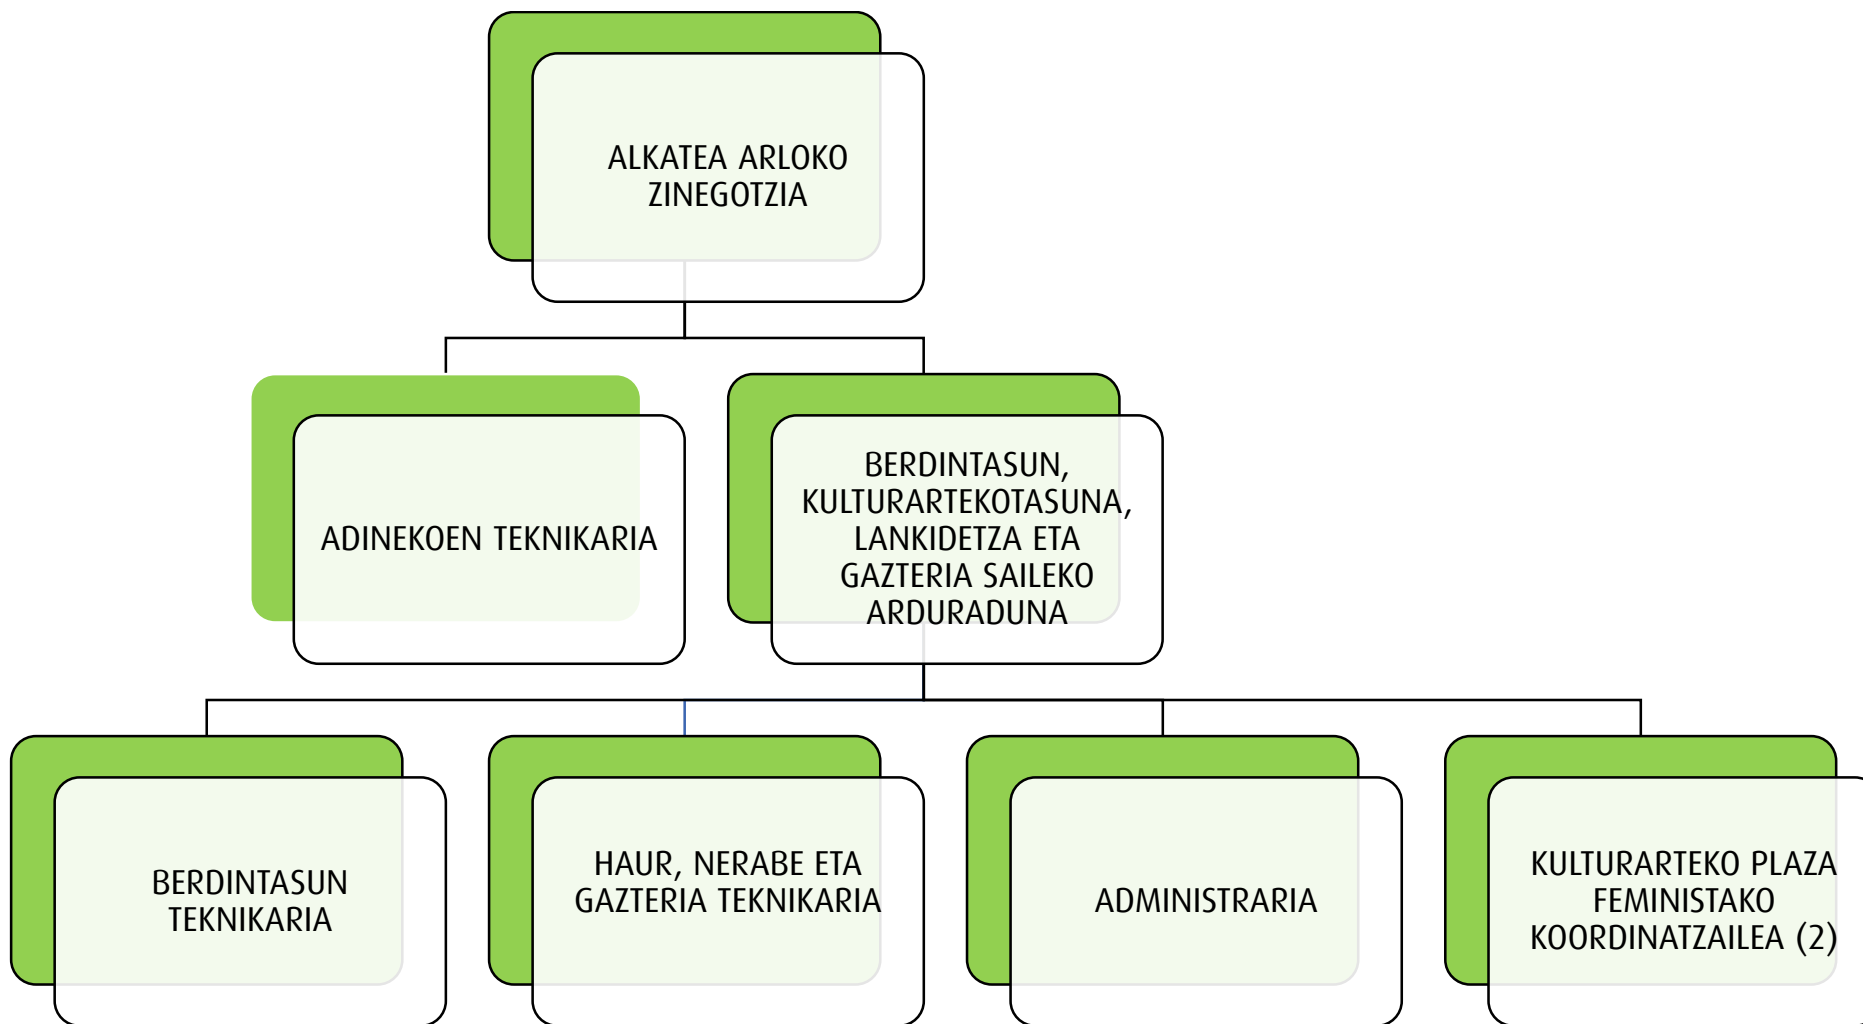 ALKATEA ARLOKO
ZINEGOTZIA
ADINEKOEN TEKNIKARIA
BERDINTASUN,
KULTURARTEKOTASUNA,
LANKIDETZA ETA
GAZTERIA SAILEKO
ARDURADUNA
BERDINTASUN
TEKNIKARIA
HAUR, NERABE ETA
GAZTERIA TEKNIKARIA
ADMINISTRARIA
KULTURARTEKO PLAZA
FEMINISTAKO
KOORDINATZAILEA (2)